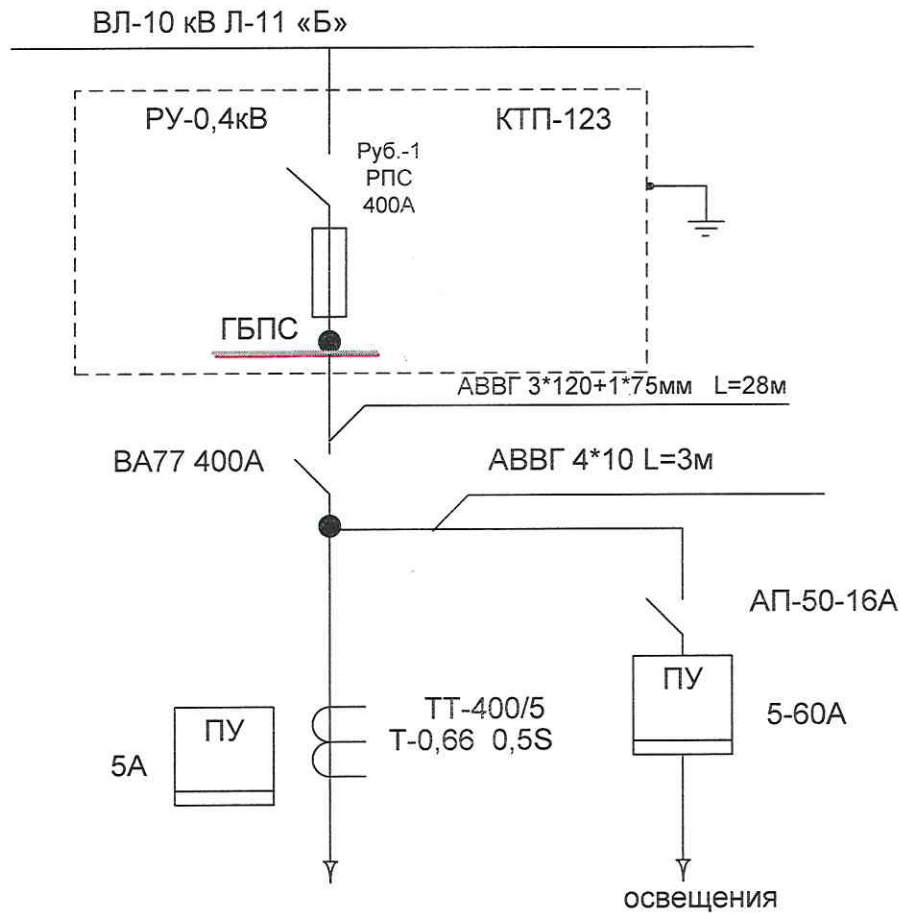 ВЛ-10 кВ Л-11 «Б»
РУ-0,4кВ
КТП-123
Руб.-1
РПС
400А
ГБПС
АВВГ 3*120+1*75мм L=28м
ВА77 400А
АВВГ 4*10 L=3м
АП-50-16А
ПУ
5-60А
ПУ
5А
ТТ-400/5
Т-0,66 0,5S
освещения